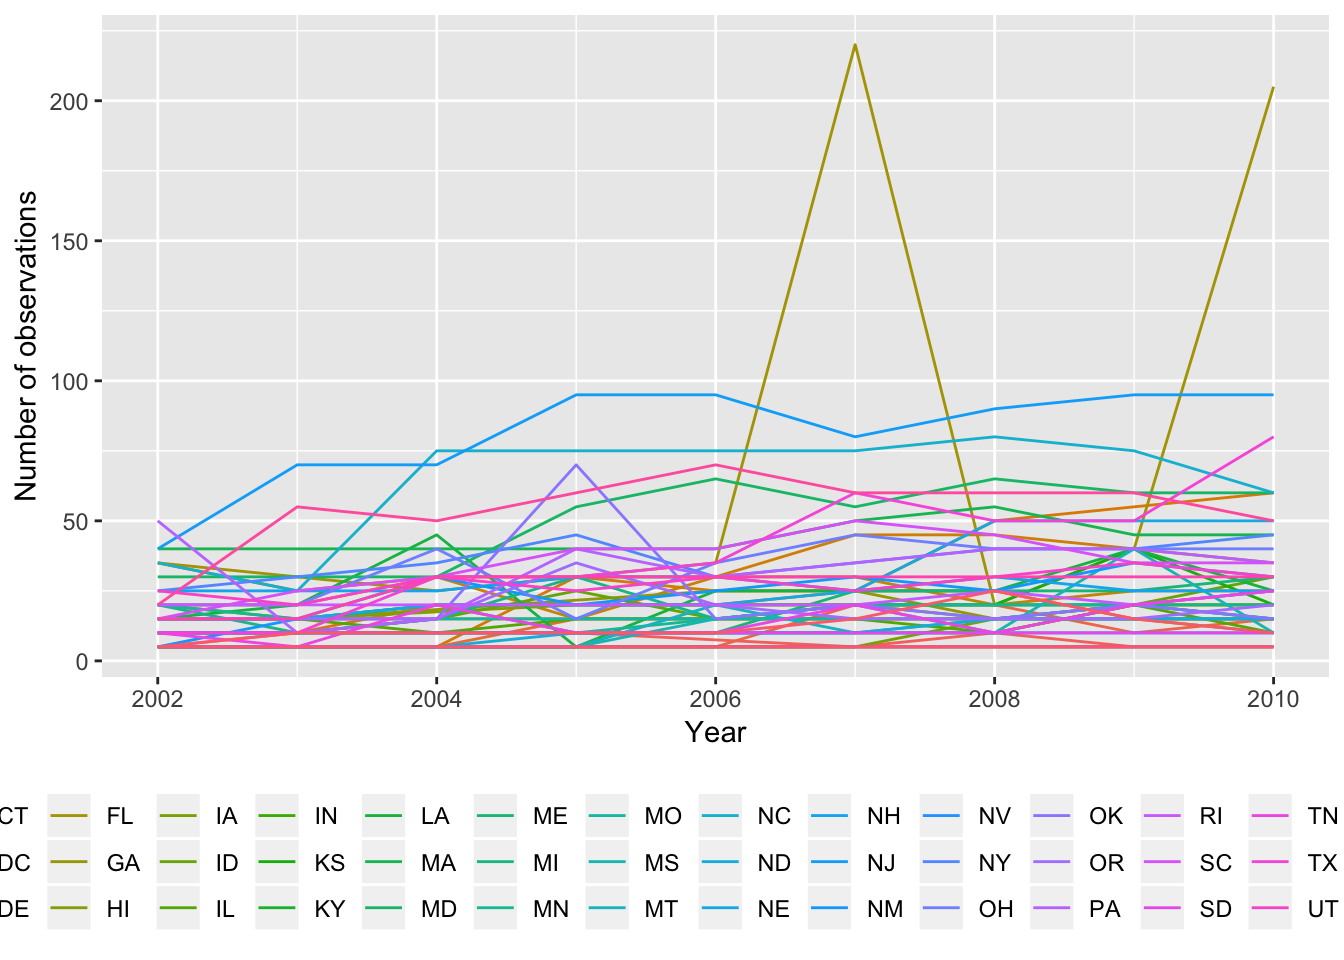 200
150
100
50
0
Number of observations
2002 2004 2006 2008 2010
Year
CT FL IA IN LA ME MO NC NH NV OK RI TN
DC GA ID KS MA MI MS ND NJ NY OR SC TX
DE HI IL KY MD MN MT NE NM OH PA SD UT